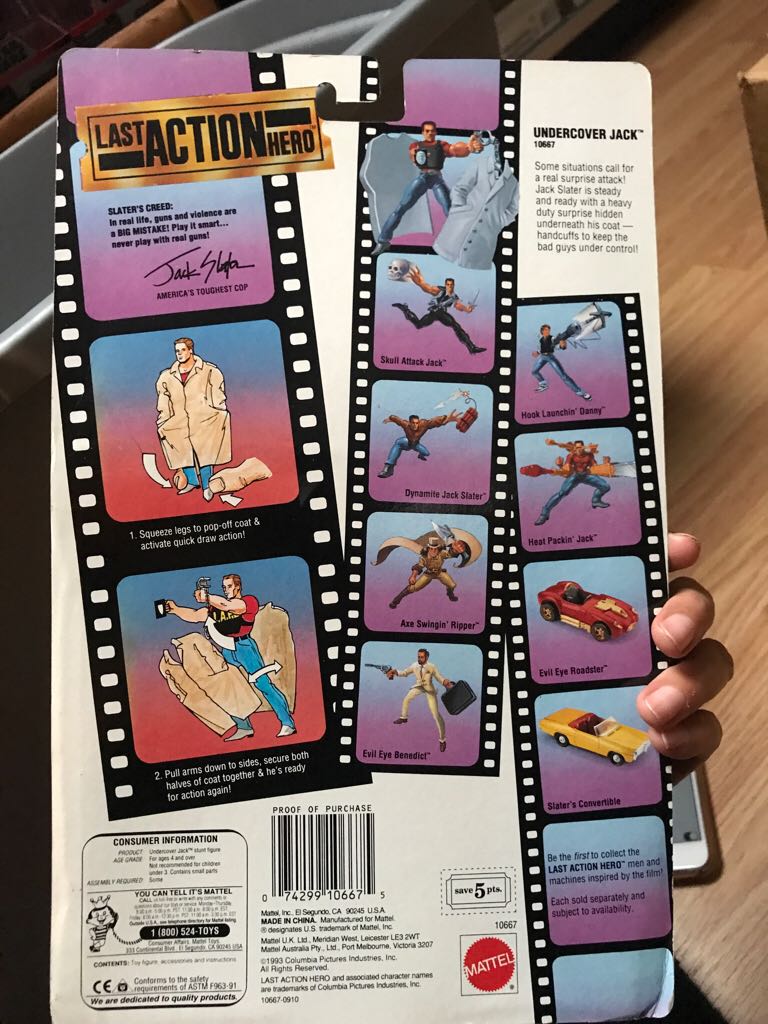 LAST ACTION HERO™
SLATER'S CREED:
In real life, guns and violence are
a BIG MISTAKE! Play it smart...
never play with real guns!
Jack Slater
AMERICA'S TOUGHEST COP
1. Squeeze legs to pop-off coat &
activate quick draw action!
2. Pull arms down to sides, secure both
halves of coat together & he's ready
for action again!
UNDERCOVER JACK™
10667
Some situations call for
a real surprise attack!
Jack Slater is steady
and ready with a heavy
duty surprise hidden
underneath his coat —
handcuffs to keep the
bad guys under control!
Skull Attack Jack™
Dynamite Jack Slater™
Axe Swingin' Ripper™
Evil Eye Benedict™
Hook Launchin' Danny™
Heat Packin' Jack™
Evil Eye Roadster™
Slater's Convertible
Be the first to collect the
LAST ACTION HERO™ men and
machines inspired by the film!
Each sold separately and
subject to availability.
CONSUMER INFORMATION
PRODUCT: Undercover Jack™ stunt figure
AGE GRADE: For ages 4 and over
Not recommended for children
under 3. Contains small parts
ASSEMBLY REQUIRED: Some
YOU CAN TELL IT'S MATTEL
1 (800) 524-TOYS
Consumer Affairs, Mattel Toys,
333 Continental Blvd., El Segundo, CA 90245 USA
CONTENTS: Toy figure, accessories and instructions
CE Conforms to the safety
requirements of ASTM F963-91
We are dedicated to quality products.
PROOF OF PURCHASE
0 74299 10667 5
Mattel, Inc., El Segundo, CA 90245 U.S.A.
MADE IN CHINA. Manufactured for Mattel.
® designates U.S. trademark of Mattel, Inc.
Mattel U.K. Ltd., Meridian West, Leicester LE3 2WT
Mattel Australia Pty., Ltd., Port Melbourne, Victoria 3207
©1993 Columbia Pictures Industries, Inc.
All Rights Reserved.
LAST ACTION HERO and associated character names
are trademarks of Columbia Pictures Industries, Inc.
10667-0910
save 5 pts.
10667
MATTEL